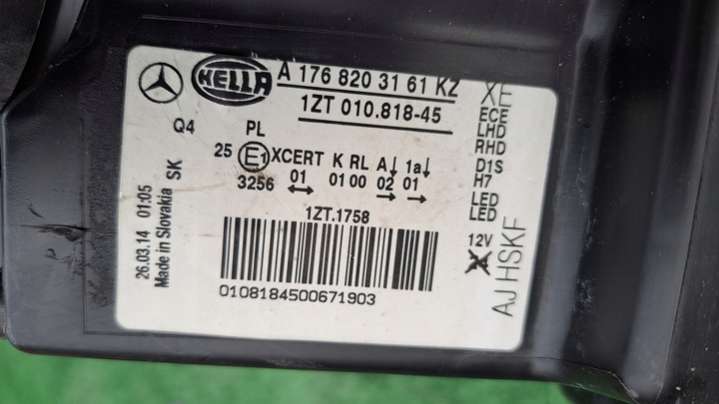 HELLA
A 176 820 31 61 KZ
1ZT 010.818-45
XE
ECE
LHD
RHD
D1S
H7
LED
LED
12V
AJ HSKF
Q4
PL
25 E1 XCERT K RL A↓ 1a↓
3256 01 01 00 02 01
↔ → →
1ZT.1758
0108184500671903
26.03.14 01:05
Made in Slovakia SK